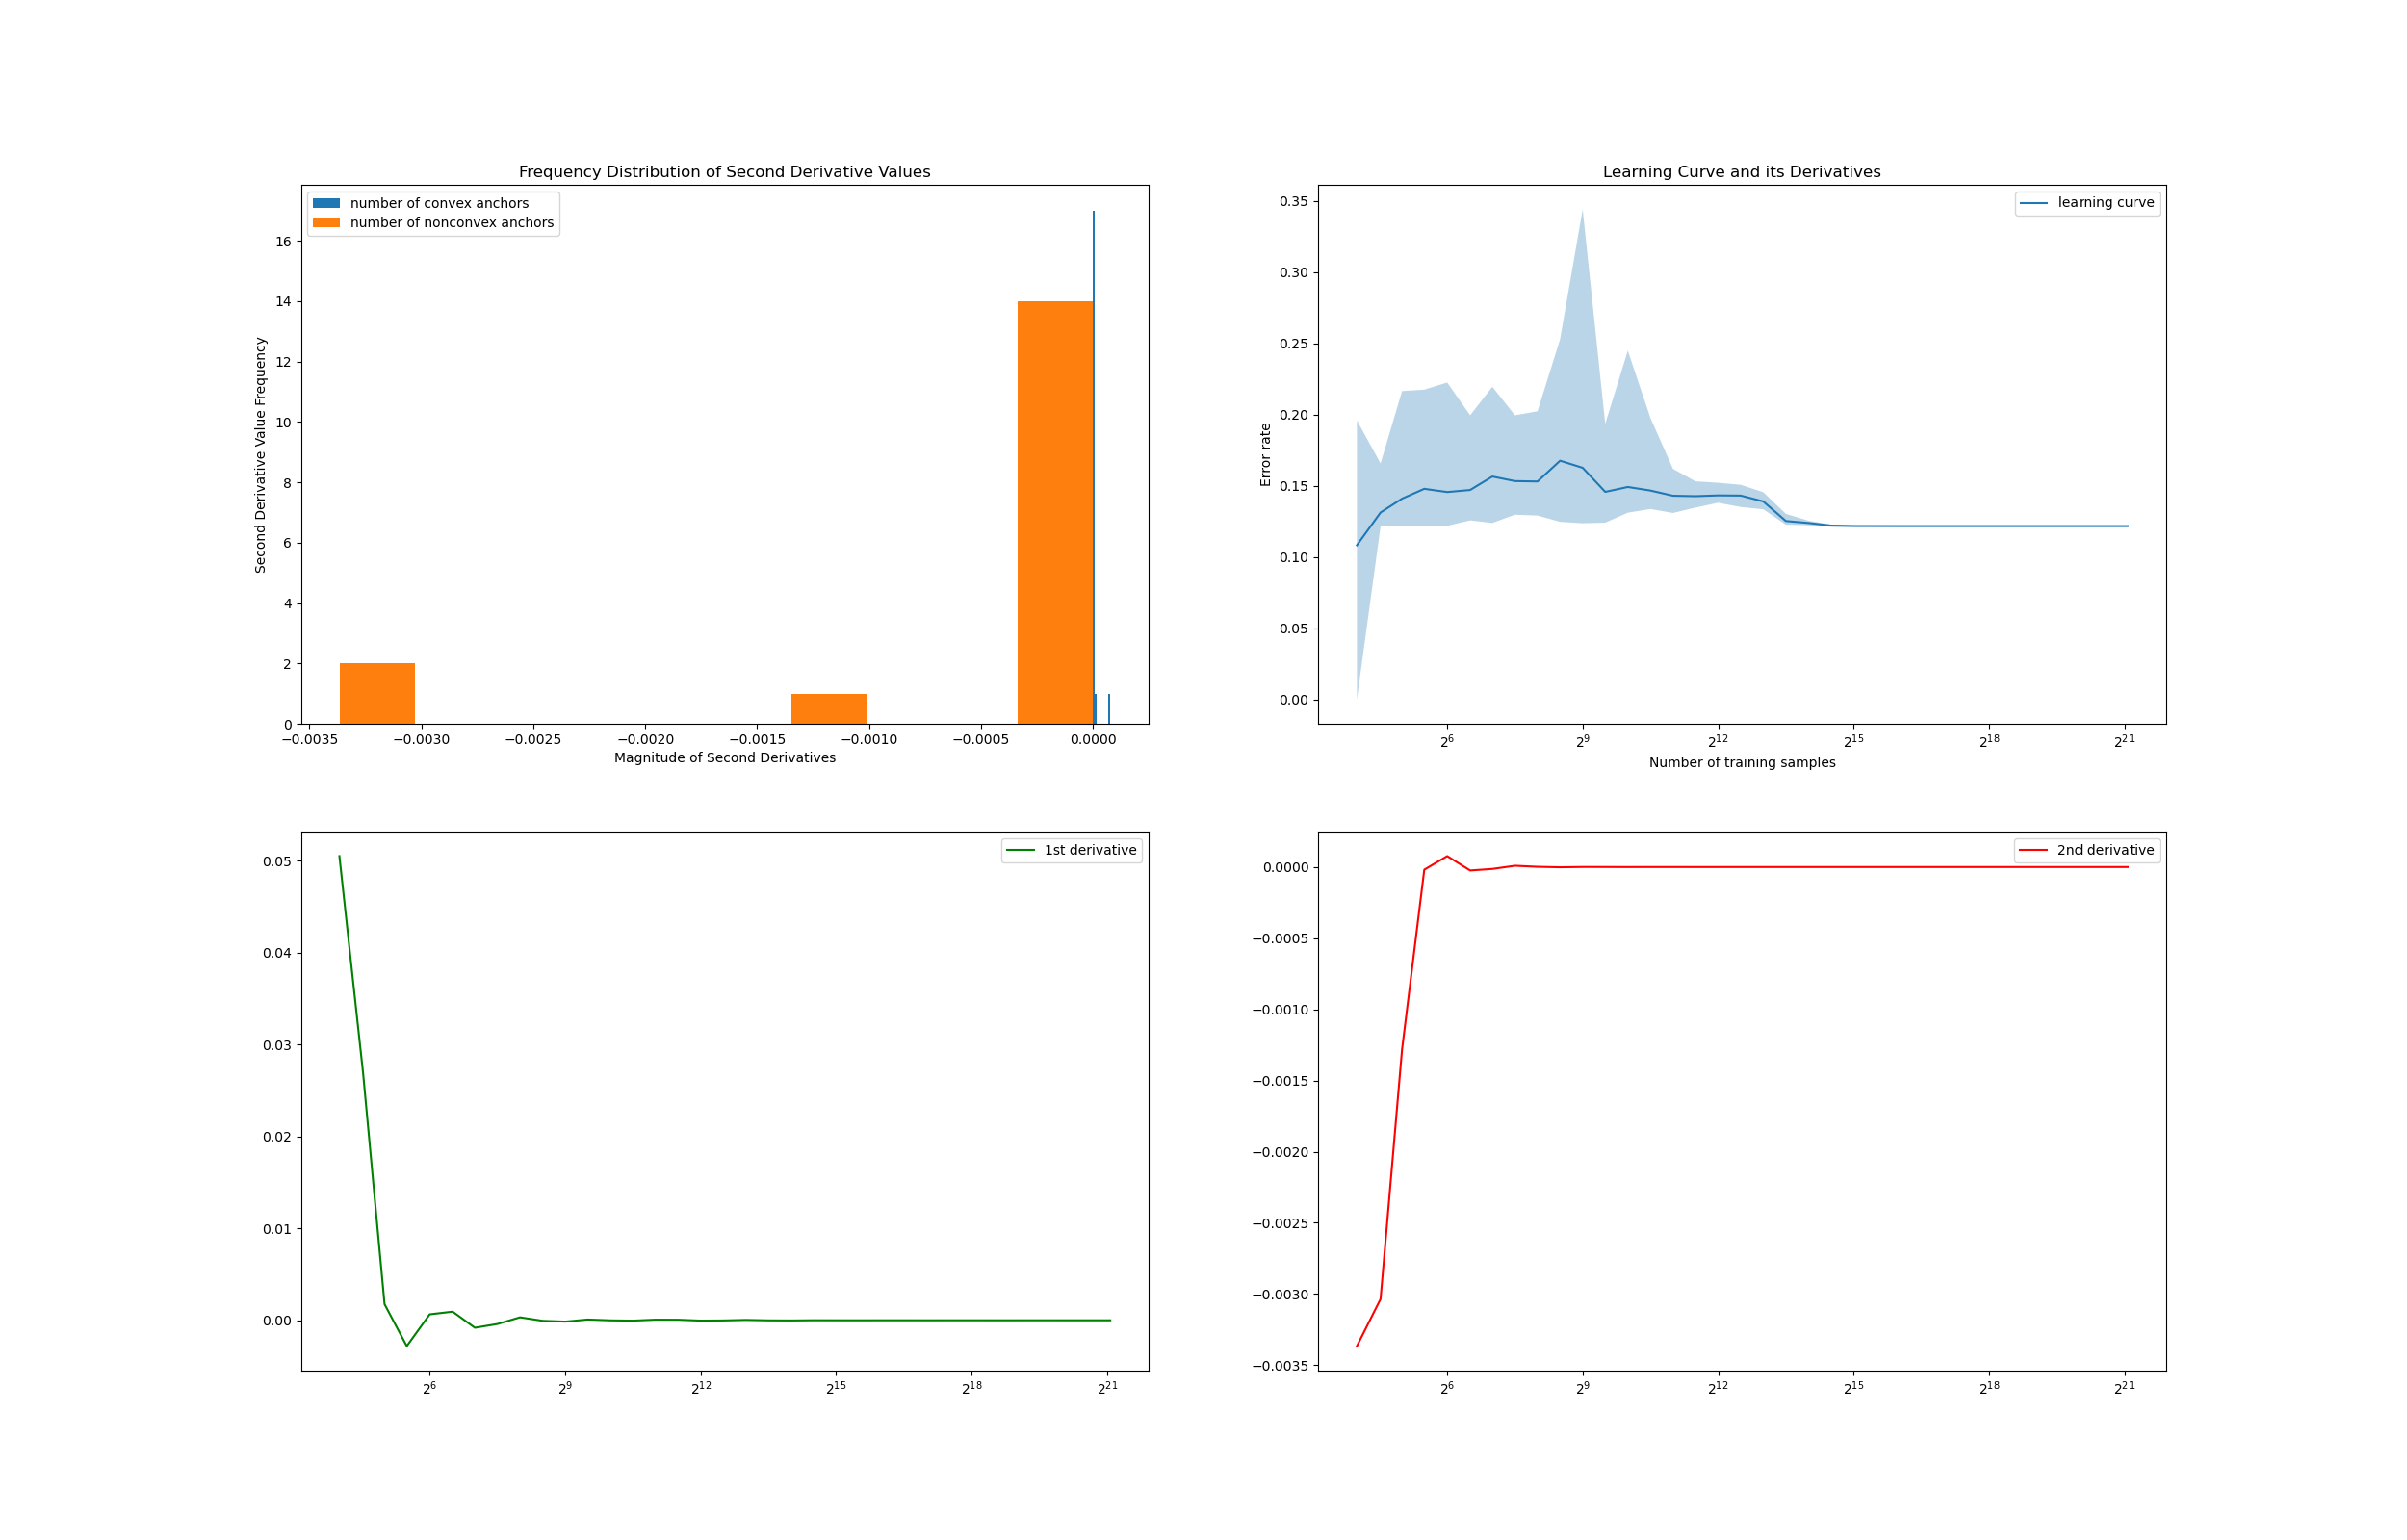 Frequency Distribution of Second Derivative Values
number of convex anchors
number of nonconvex anchors
16
14
12
10
8
6
4
2
0
Second Derivative Value Frequency
−0.0035 −0.0030 −0.0025 −0.0020 −0.0015 −0.0010 −0.0005 0.0000
Magnitude of Second Derivatives
Learning Curve and its Derivatives
learning curve
0.35
0.30
0.25
0.20
0.15
0.10
0.05
0.00
Error rate
2^6 2^9 2^12 2^15 2^18 2^21
Number of training samples
1st derivative
0.05
0.04
0.03
0.02
0.01
0.00
2^6 2^9 2^12 2^15 2^18 2^21
2nd derivative
0.0000
−0.0005
−0.0010
−0.0015
−0.0020
−0.0025
−0.0030
−0.0035
2^6 2^9 2^12 2^15 2^18 2^21